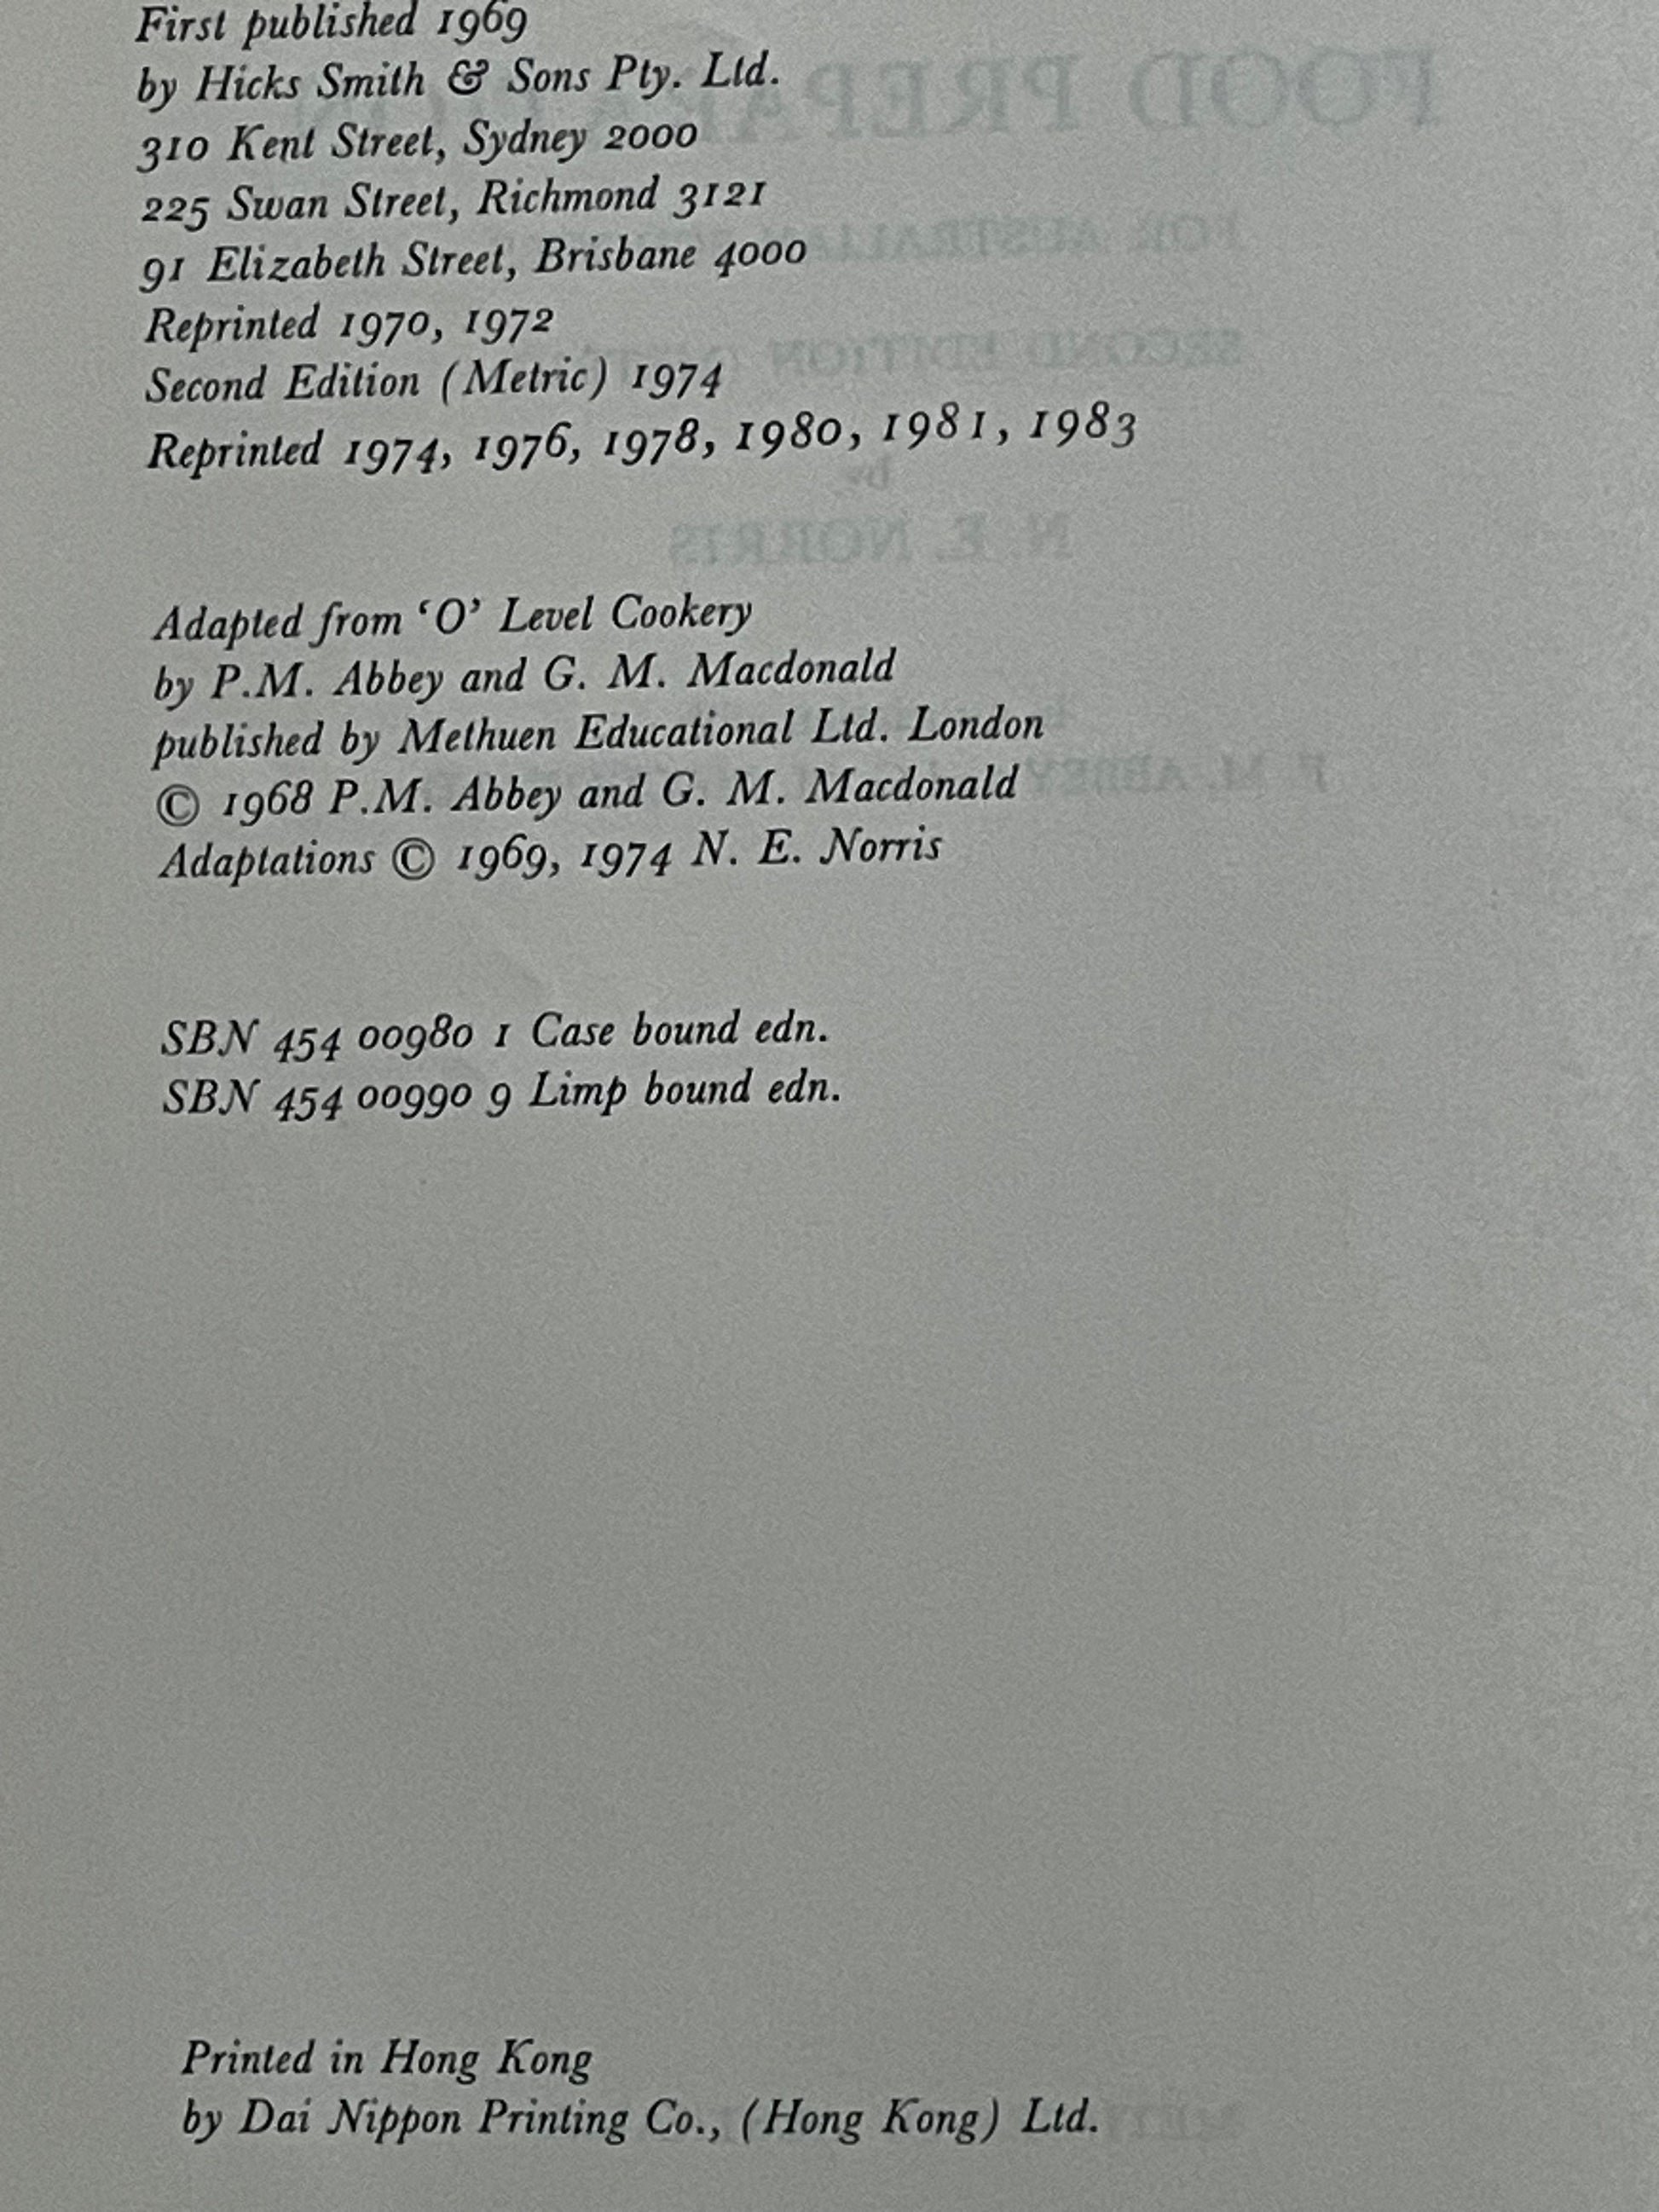 First published 1969
by Hicks Smith & Sons Pty. Ltd.
310 Kent Street, Sydney 2000
225 Swan Street, Richmond 3121
91 Elizabeth Street, Brisbane 4000
Reprinted 1970, 1972
Second Edition (Metric) 1974
Reprinted 1974, 1976, 1978, 1980, 1981, 1983
Adapted from ‘O’ Level Cookery
by P.M. Abbey and G. M. Macdonald
published by Methuen Educational Ltd. London
© 1968 P.M. Abbey and G. M. Macdonald
Adaptations © 1969, 1974 N. E. Norris
SBN 454 00980 1 Case bound edn.
SBN 454 00990 9 Limp bound edn.
Printed in Hong Kong
by Dai Nippon Printing Co., (Hong Kong) Ltd.